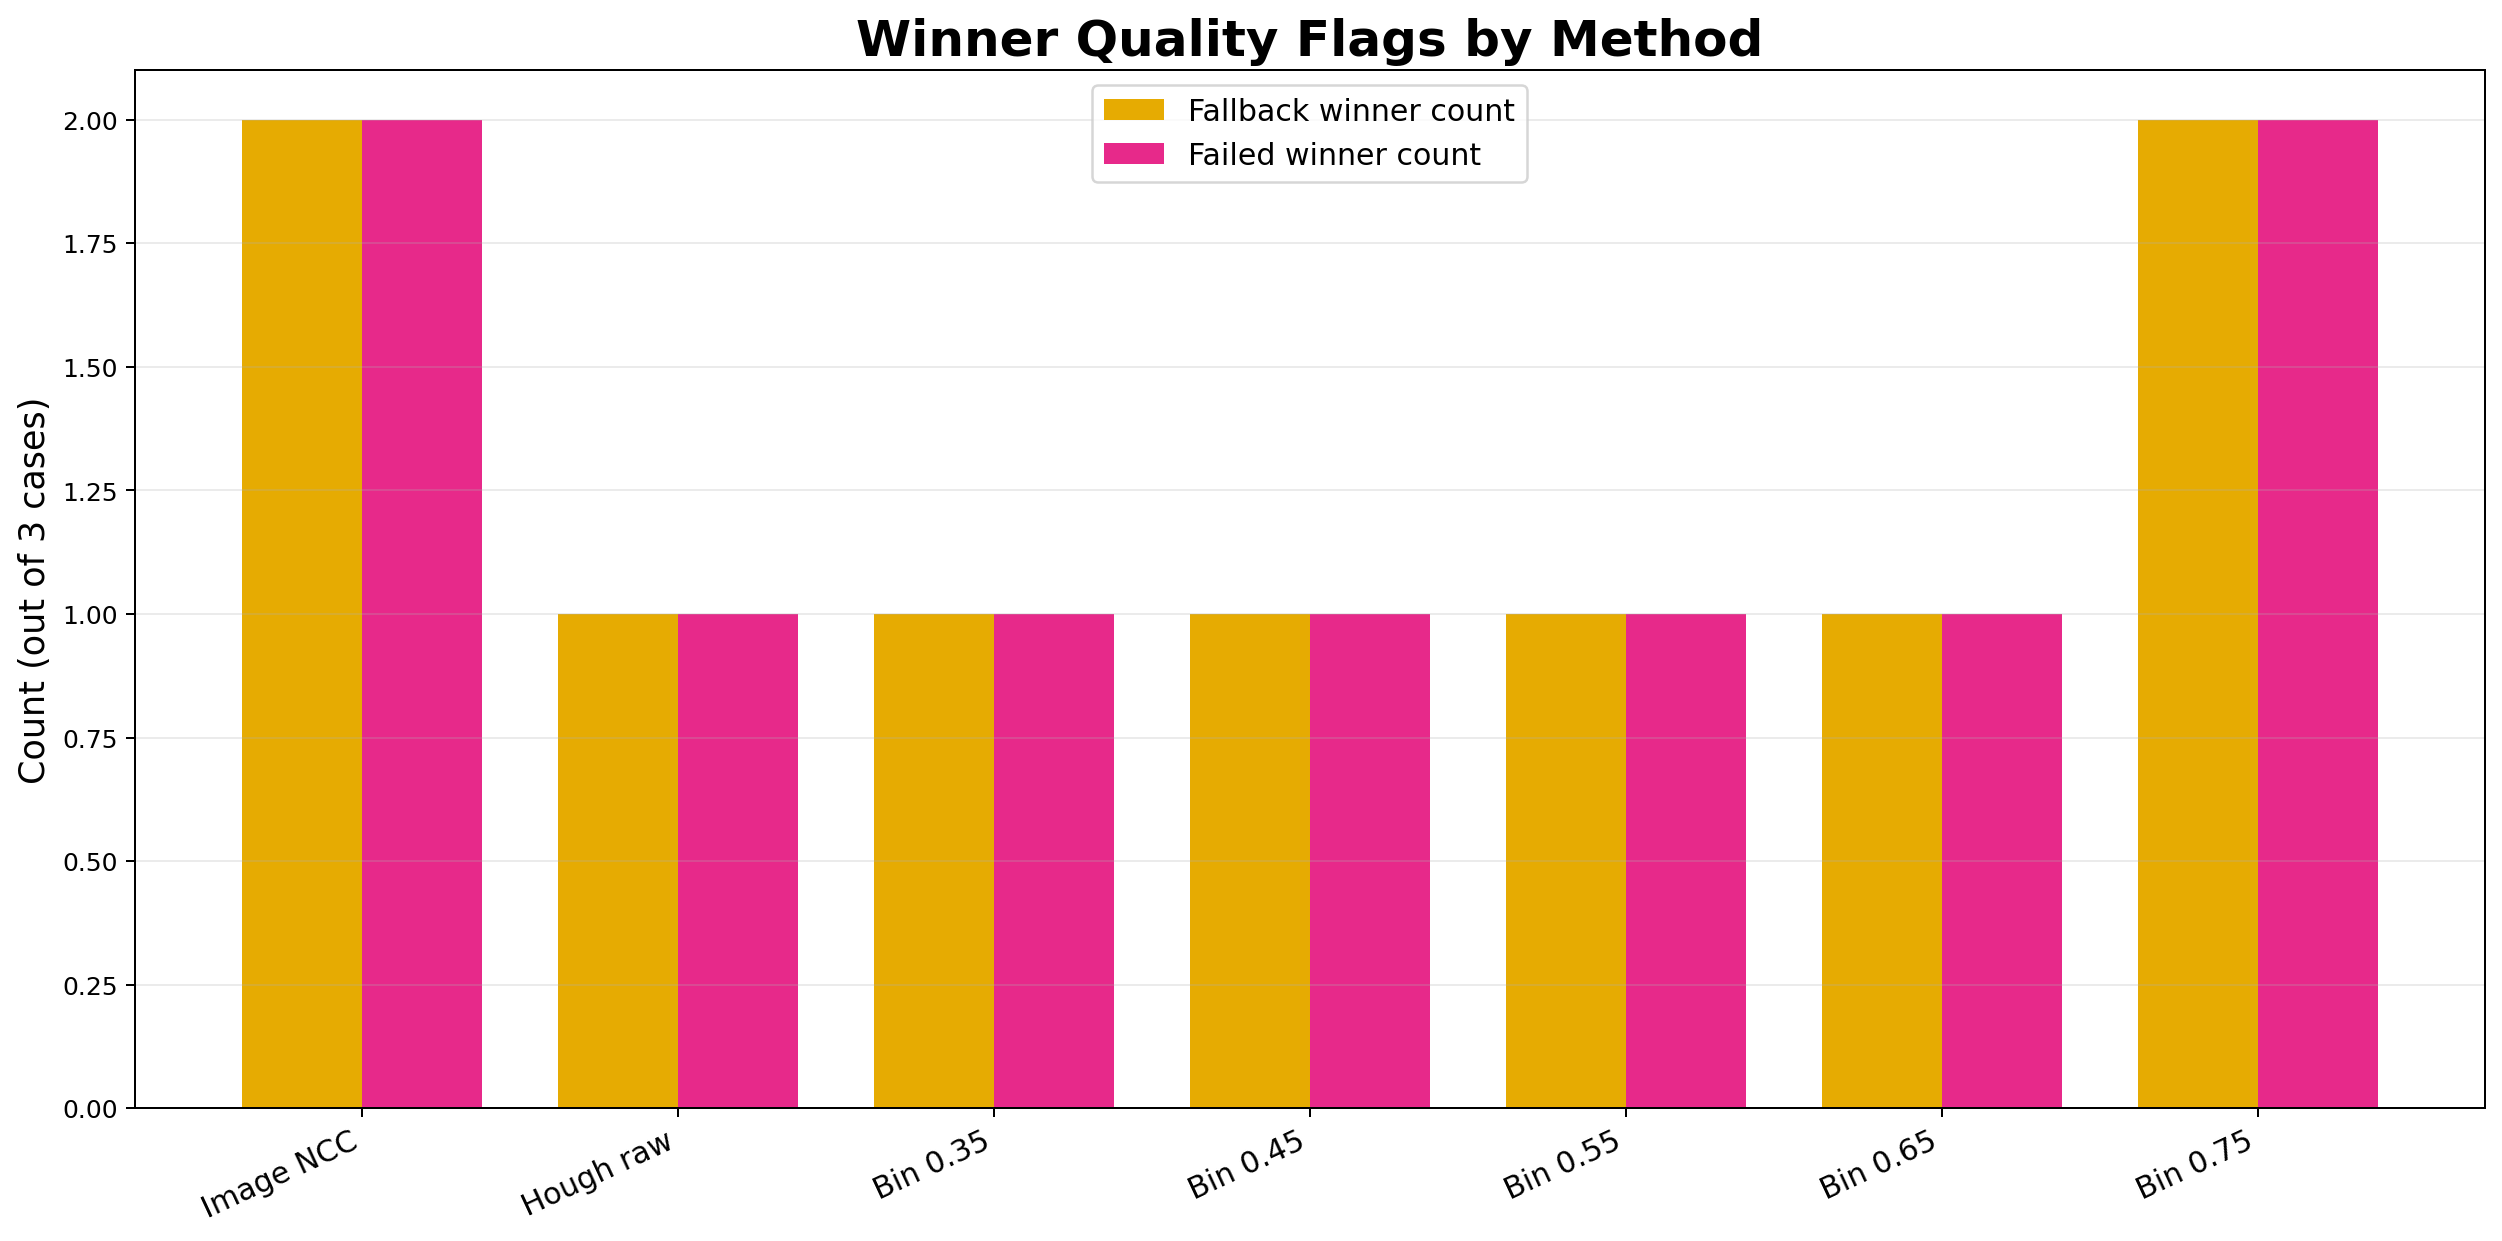 Winner Quality Flags by Method
Fallback winner count
Failed winner count
Count (out of 3 cases)
2.00
1.75
1.50
1.25
1.00
0.75
0.50
0.25
0.00
Image NCC
Hough raw
Bin 0.35
Bin 0.45
Bin 0.55
Bin 0.65
Bin 0.75